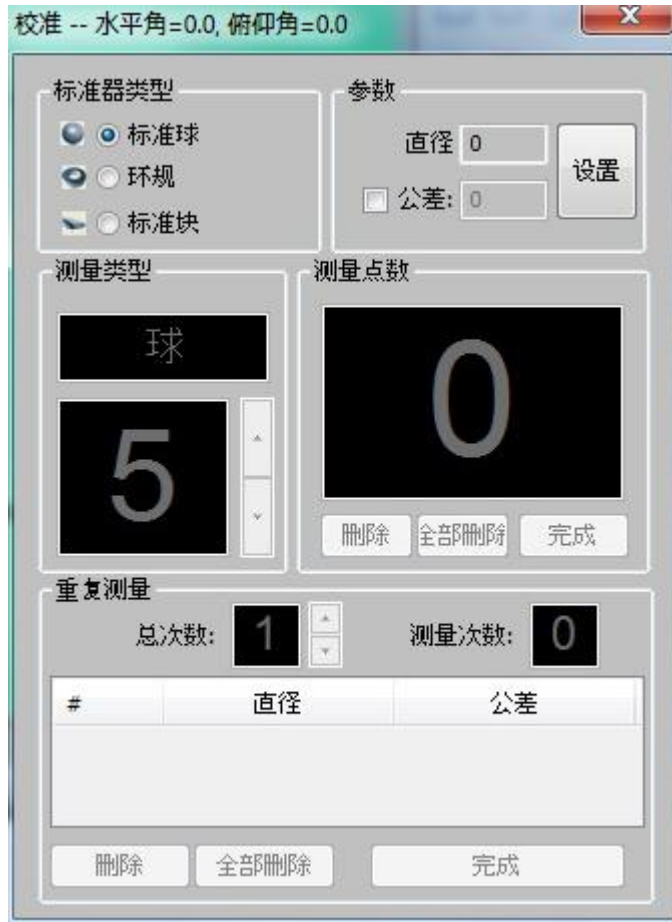 校准 -- 水平角=0.0, 俯仰角=0.0
标准器类型
标准球
环规
标准块
参数
直径 0
公差: 0
设置
测量类型
球
5
测量点数
0
删除 全部删除 完成
重复测量
总次数: 1 测量次数: 0
# 直径 公差
删除 全部删除 完成